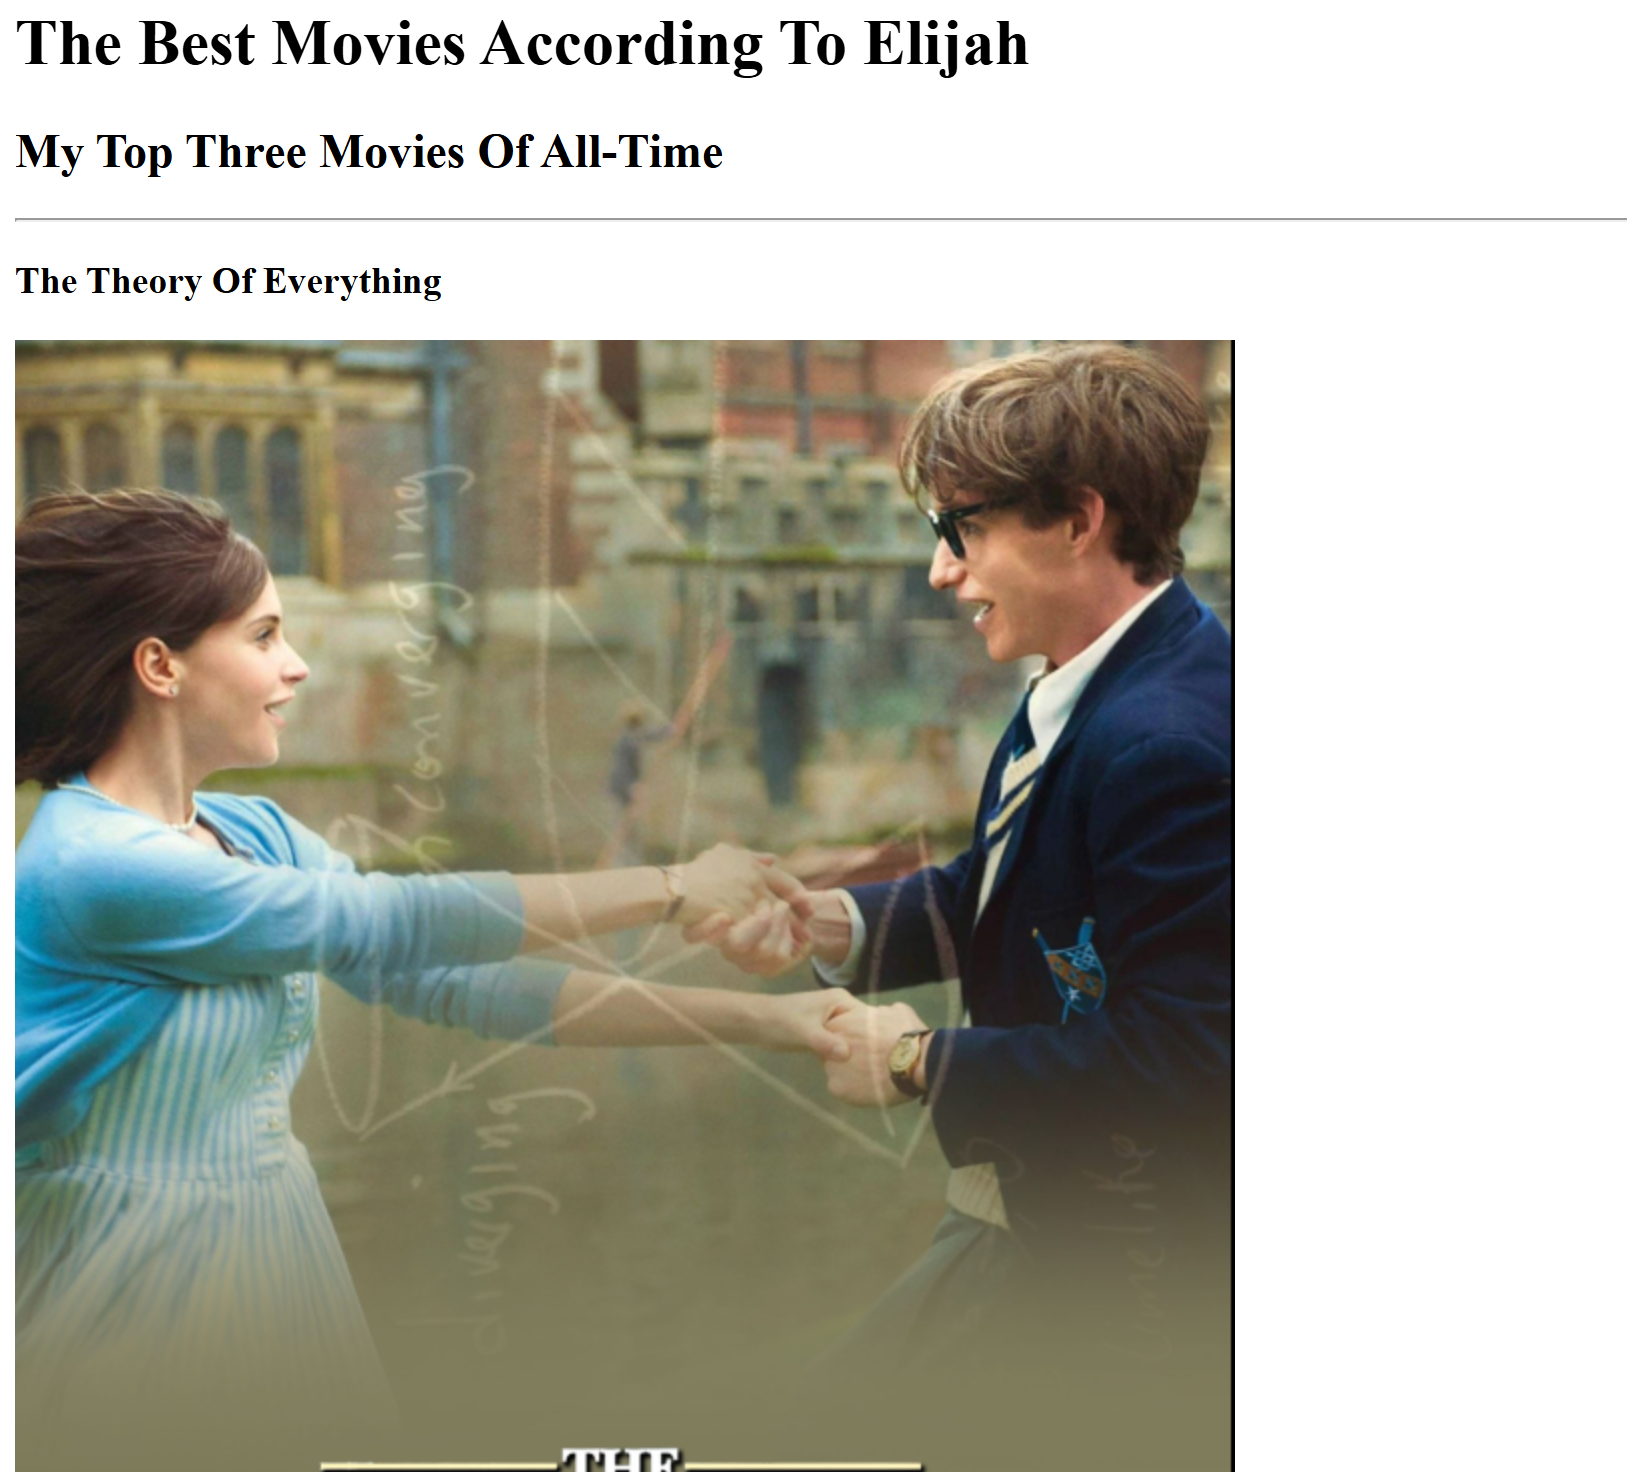 The Best Movies According To Elijah
My Top Three Movies Of All-Time
The Theory Of Everything
converging
diverging
THE